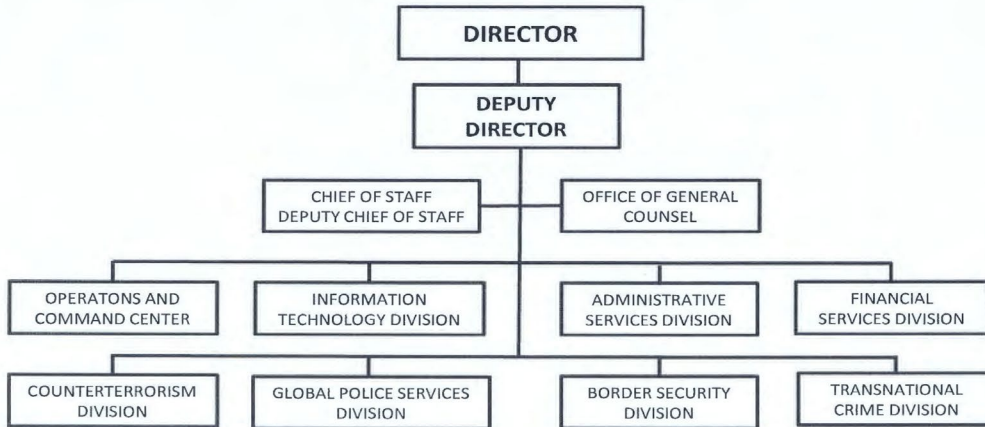 DIRECTOR
DEPUTY
DIRECTOR
CHIEF OF STAFF
DEPUTY CHIEF OF STAFF
OFFICE OF GENERAL
COUNSEL
OPERATONS AND
COMMAND CENTER
INFORMATION
TECHNOLOGY DIVISION
ADMINISTRATIVE
SERVICES DIVISION
FINANCIAL
SERVICES DIVISION
COUNTERTERRORISM
DIVISION
GLOBAL POLICE SERVICES
DIVISION
BORDER SECURITY
DIVISION
TRANSNATIONAL
CRIME DIVISION